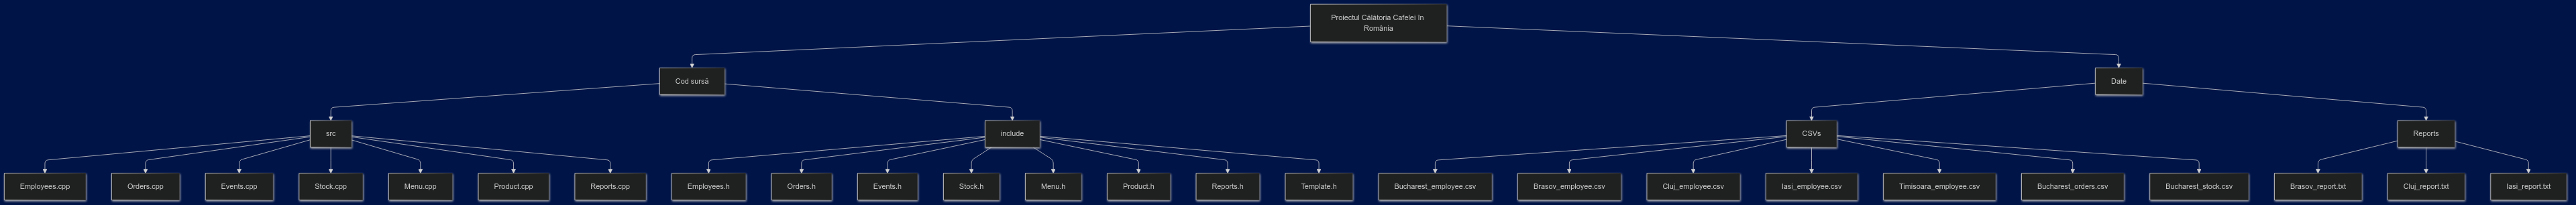 Proiectul Călătoria Cafelei în
România
Cod sursă
Date
src
include
CSVs
Reports
Employees.cpp
Orders.cpp
Events.cpp
Stock.cpp
Menu.cpp
Product.cpp
Reports.cpp
Employees.h
Orders.h
Events.h
Stock.h
Menu.h
Product.h
Reports.h
Template.h
Bucharest_employee.csv
Brasov_employee.csv
Cluj_employee.csv
Iasi_employee.csv
Timisoara_employee.csv
Bucharest_orders.csv
Bucharest_stock.csv
Brasov_report.txt
Cluj_report.txt
Iasi_report.txt